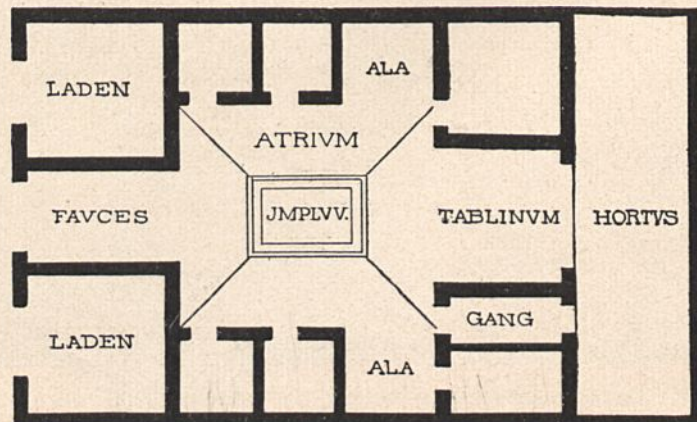 LADEN
ALA
ATRIVM
FAVCES
JMPLVV.
TABLINVM
HORTVS
GANG
LADEN
ALA